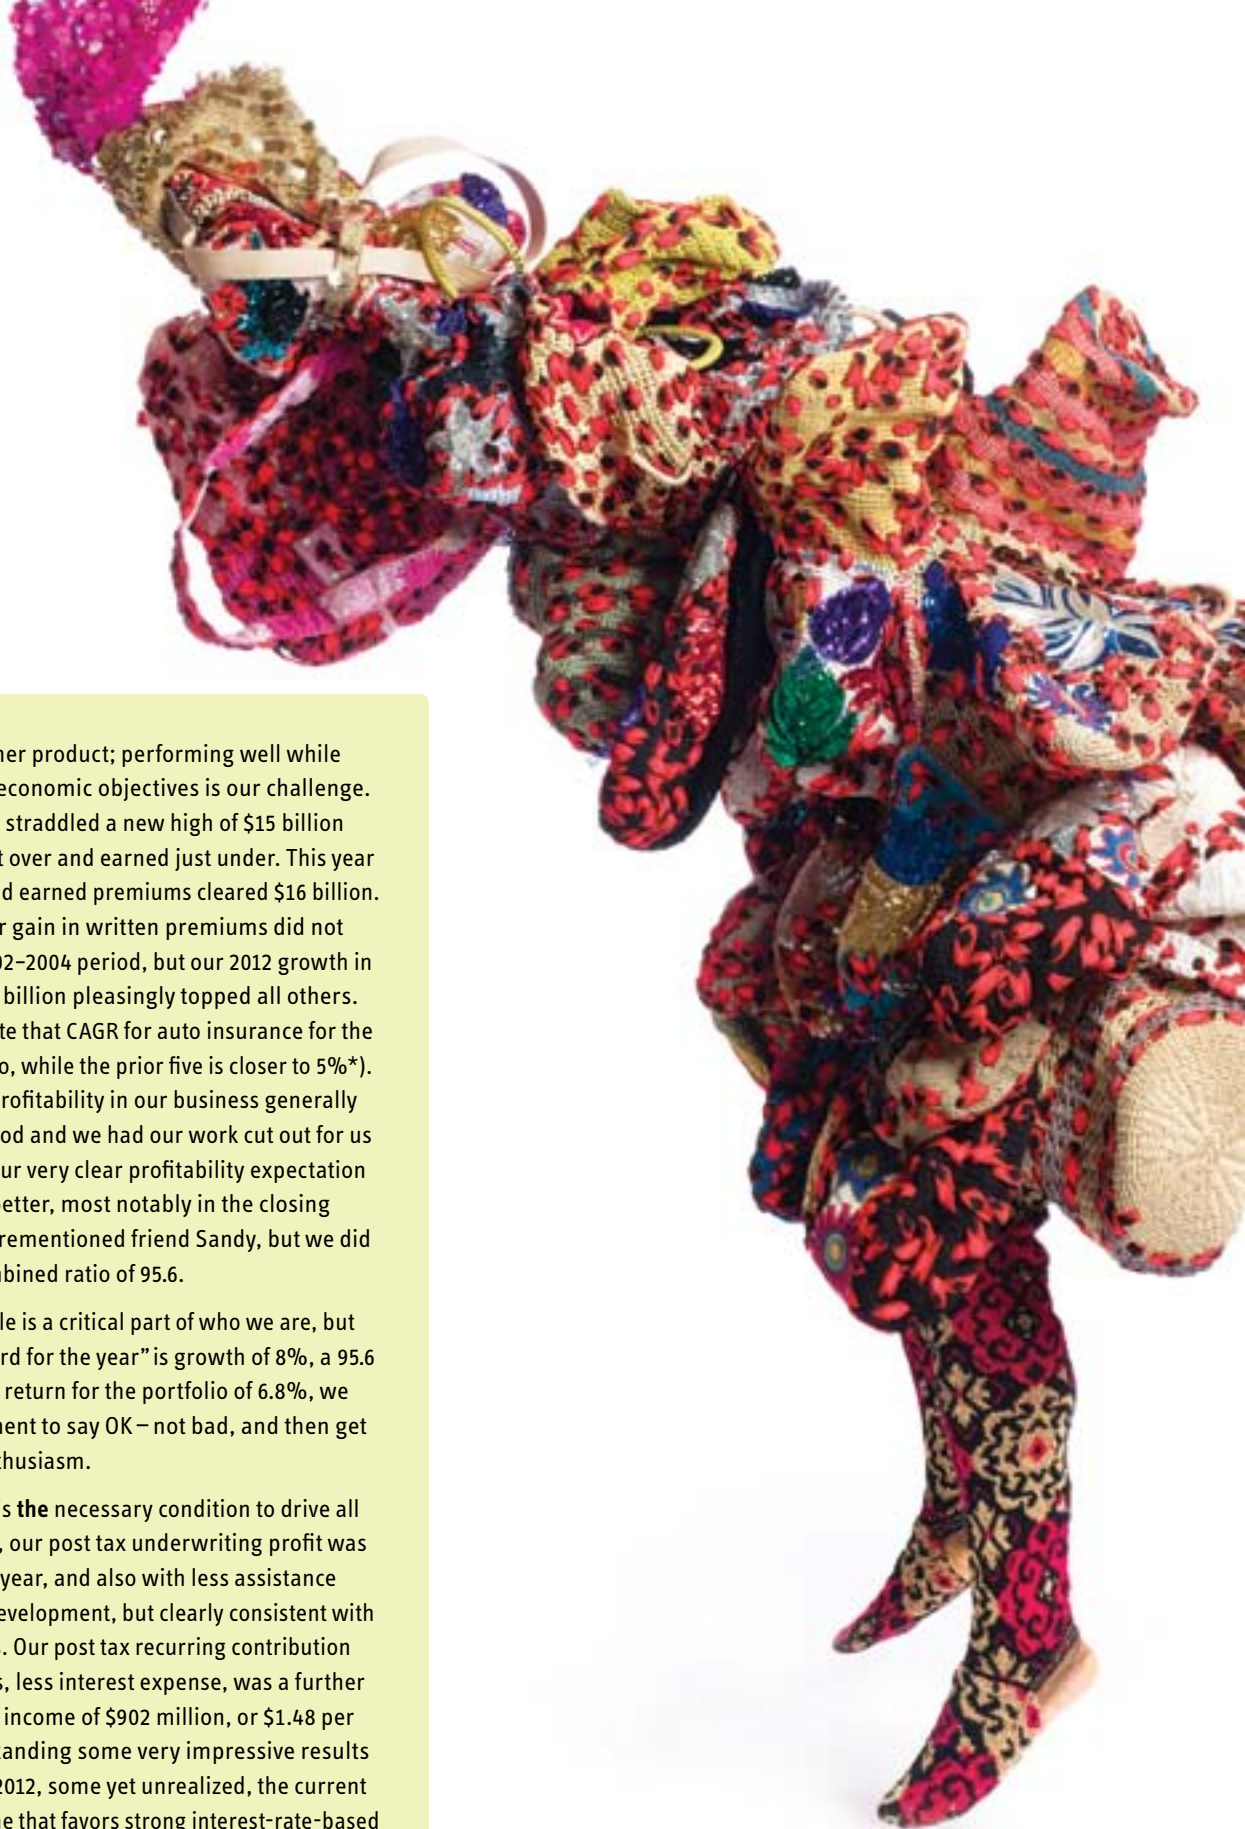 her product; performing well while
economic objectives is our challenge.
straddled a new high of $15 billion
t over and earned just under. This year
d earned premiums cleared $16 billion.
r gain in written premiums did not
02–2004 period, but our 2012 growth in
billion pleasingly topped all others.
te that CAGR for auto insurance for the
o, while the prior five is closer to 5%*).
rofitability in our business generally
od and we had our work cut out for us
ur very clear profitability expectation
etter, most notably in the closing
rementioned friend Sandy, but we did
bined ratio of 95.6.
le is a critical part of who we are, but
rd for the year” is growth of 8%, a 95.6
return for the portfolio of 6.8%, we
ent to say OK – not bad, and then get
thusiasm.
s the necessary condition to drive all
, our post tax underwriting profit was
year, and also with less assistance
evelopment, but clearly consistent with
s. Our post tax recurring contribution
s, less interest expense, was a further
income of $902 million, or $1.48 per
tanding some very impressive results
2012, some yet unrealized, the current
e that favors strong interest-rate-based